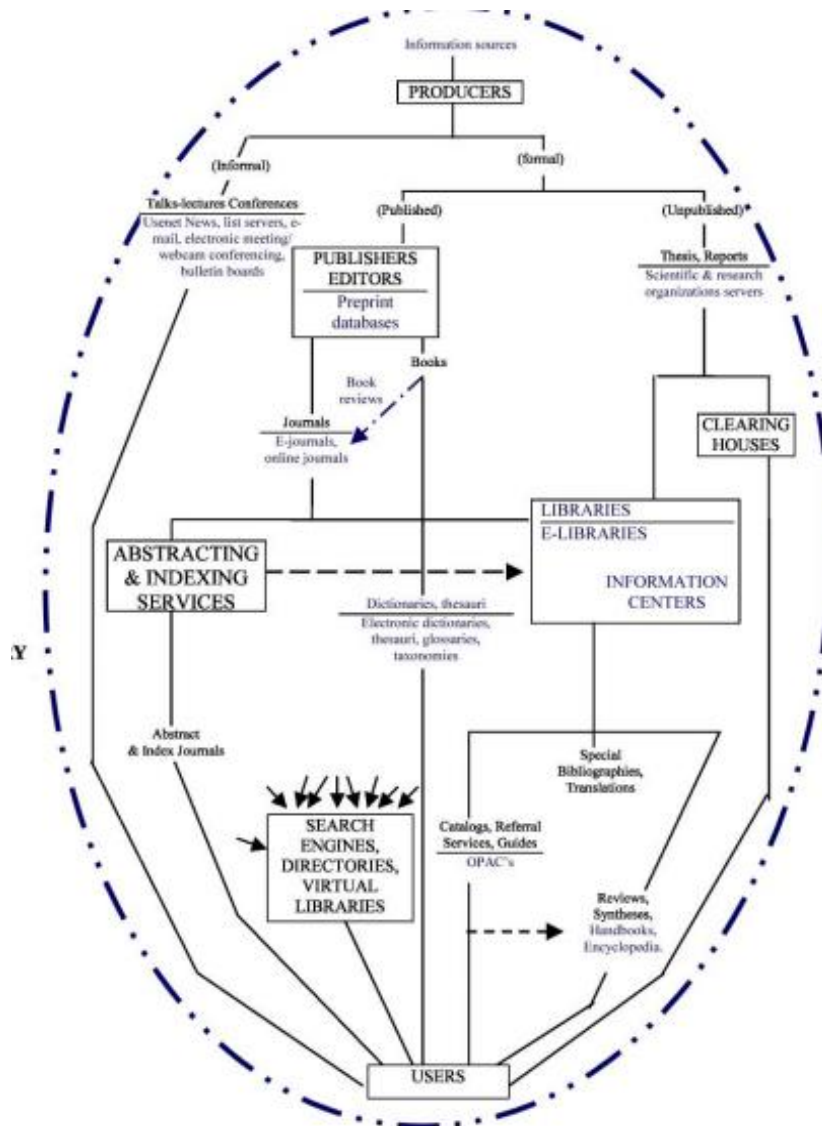 Information sources
PRODUCERS
(Informal)
(formal)
Talks-lectures Conferences
Usenet News, list servers, e-
mail, electronic meeting/
webcam conferencing,
bulletin boards
(Published)
(Unpublished)
PUBLISHERS
EDITORS
Preprint
databases
Thesis, Reports
Scientific & research
organizations servers
Books
Book
reviews
Journals
E-journals,
online journals
CLEARING
HOUSES
LIBRARIES
E-LIBRARIES
INFORMATION
CENTERS
ABSTRACTING
& INDEXING
SERVICES
Dictionaries, thesauri
Electronic dictionaries,
thesauri, glossaries,
taxonomies
Abstract
& Index Journals
Special
Bibliographies,
Translations
SEARCH
ENGINES,
DIRECTORIES,
VIRTUAL
LIBRARIES
Catalogs, Referral
Services, Guides
OPAC's
Reviews,
Syntheses,
Handbooks,
Encyclopedia.
USERS